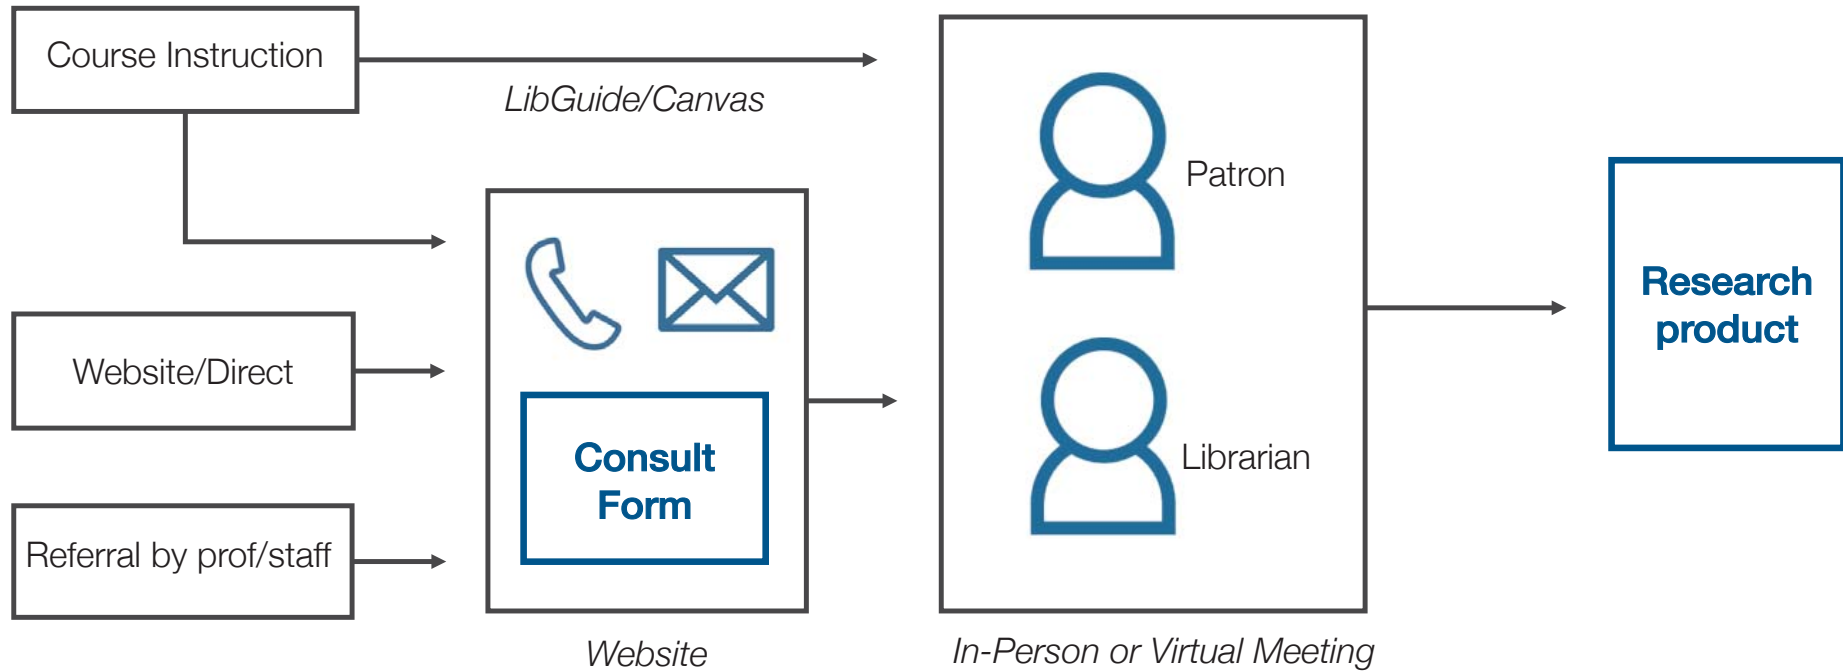 Course Instruction
LibGuide/Canvas
Website/Direct
Referral by prof/staff
Consult
Form
Website
Patron
Librarian
In-Person or Virtual Meeting
Research
product